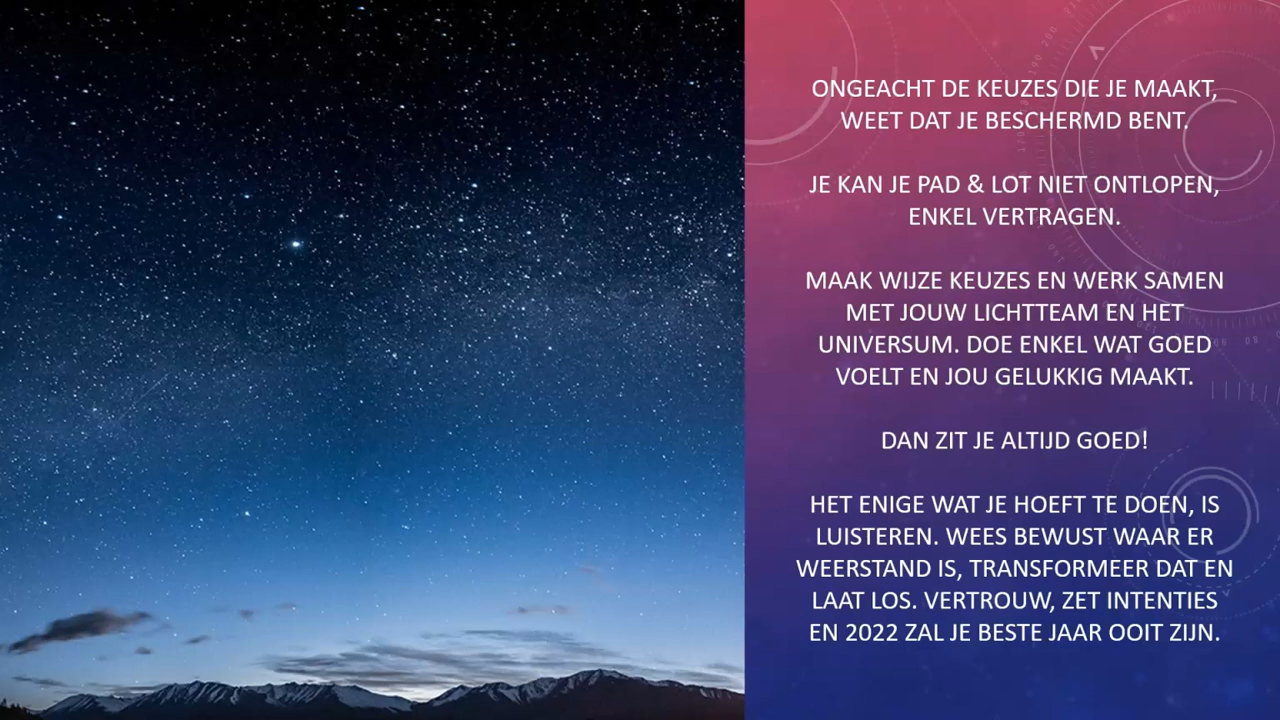 ONGEACHT DE KEUZES DIE JE MAAKT,
WEET DAT JE BESCHERMD BENT.
JE KAN JE PAD & LOT NIET ONTLOPEN,
ENKEL VERTRAGEN.
MAAK WIJZE KEUZES EN WERK SAMEN
MET JOUW LICHTTEAM EN HET
UNIVERSUM. DOE ENKEL WAT GOED
VOELT EN JOU GELUKKIG MAAKT.
DAN ZIT JE ALTIJD GOED!
HET ENIGE WAT JE HOEFT TE DOEN, IS
LUISTEREN. WEES BEWUST WAAR ER
WEERSTAND IS, TRANSFORMEER DAT EN
LAAT LOS. VERTROUW, ZET INTENTIES
EN 2022 ZAL JE BESTE JAAR OOIT ZIJN.